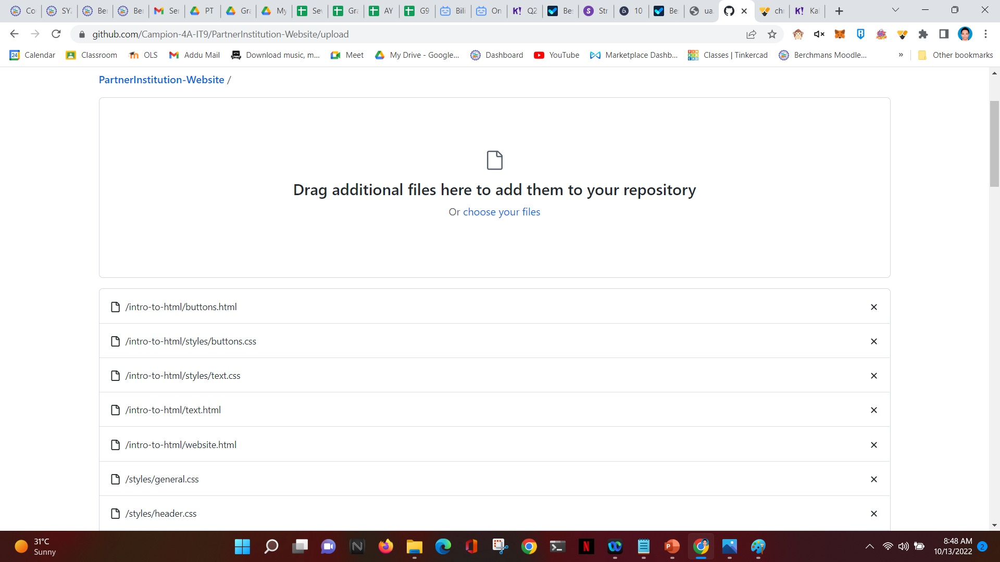 Co
SY
Be
Be
Se
PT
Gr
My
Se
Gr
AY
G9
Bili
On
Q2
Be
Str
10
Be
ua
ch
Ka
github.com/Campion-4A-IT9/PartnerInstitution-Website/upload
Calendar
Classroom
OLS
Addu Mail
Download music, m...
Meet
My Drive - Google...
Dashboard
YouTube
Marketplace Dashb...
Classes | Tinkercad
Berchmans Moodle...
»
Other bookmarks
PartnerInstitution-Website /
Drag additional files here to add them to your repository
Or choose your files
/intro-to-html/buttons.html
/intro-to-html/styles/buttons.css
/intro-to-html/styles/text.css
/intro-to-html/text.html
/intro-to-html/website.html
/styles/general.css
/styles/header.css
31°C
Sunny
8:48 AM
10/13/2022
2